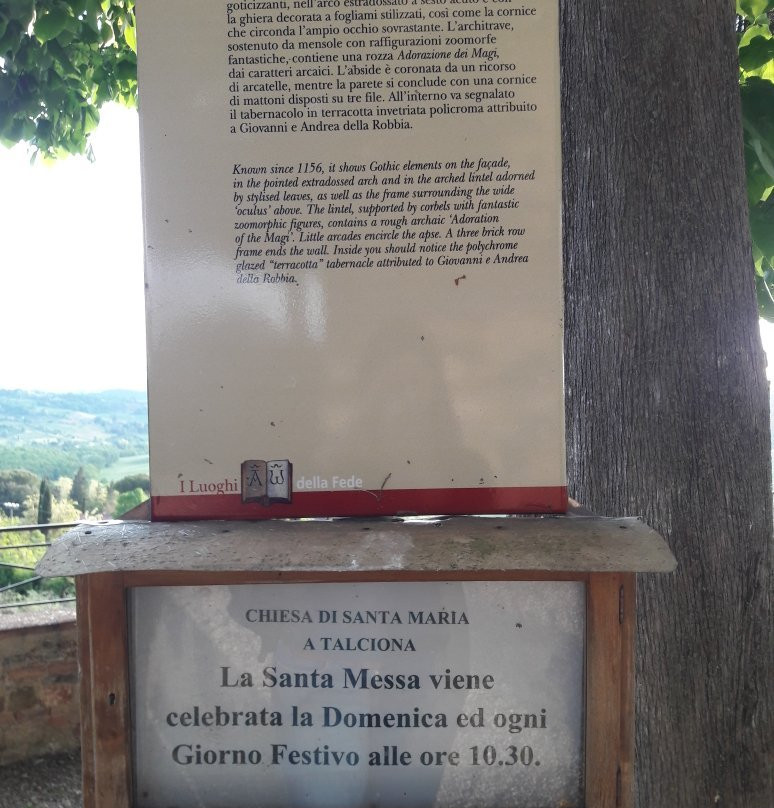 goticizzanti, nell'arco estradossato a sesto acuto e con
la ghiera decorata a fogliami stilizzati, così come la cornice
che circonda l'ampio occhio sovrastante. L'architrave,
sostenuto da mensole con raffigurazioni zoomorfe
fantastiche, contiene una rozza Adorazione dei Magi,
dai caratteri arcaici. L'abside è coronata da un ricorso
di arcatelle, mentre la parete si conclude con una cornice
di mattoni disposti su tre file. All'interno va segnalato
il tabernacolo in terracotta invetriata policroma attribuito
a Giovanni e Andrea della Robbia.
Known since 1156, it shows Gothic elements on the façade,
in the pointed extradossed arch and in the arched lintel adorned
by stylised leaves, as well as the frame surrounding the wide
'oculus' above. The lintel, supported by corbels with fantastic
zoomorphic figures, contains a rough archaic 'Adoration
of the Magi'. Little arcades encircle the apse. A three brick row
frame ends the wall. Inside you should notice the polychrome
glazed "terracotta" tabernacle attributed to Giovanni e Andrea
della Robbia.
I Luoghi Α ω della Fede
CHIESA DI SANTA MARIA
A TALCIONA
La Santa Messa viene
celebrata la Domenica ed ogni
Giorno Festivo alle ore 10.30.